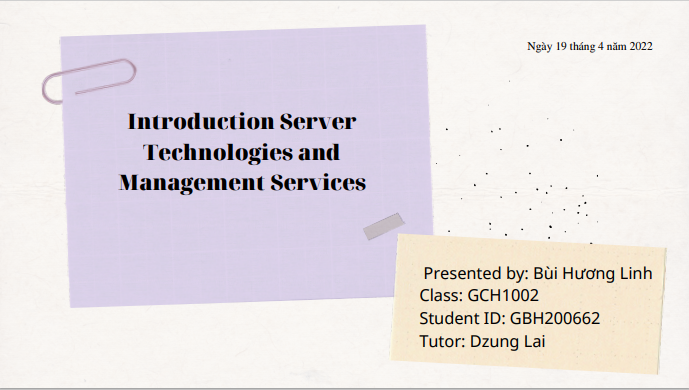 Ngày 19 tháng 4 năm 2022
Introduction Server
Technologies and
Management Services
Presented by: Bùi Hương Linh
Class: GCH1002
Student ID: GBH200662
Tutor: Dzung Lai